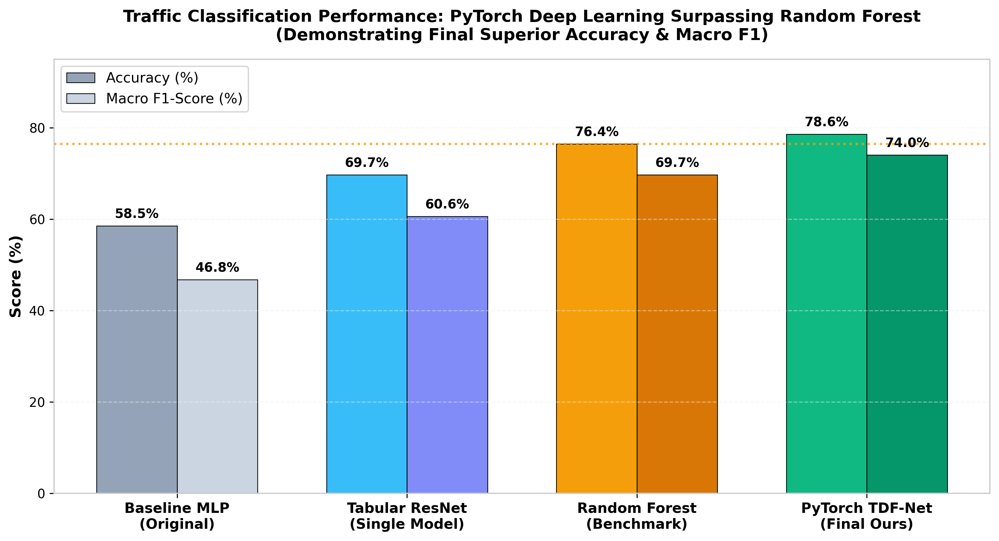 Traffic Classification Performance: PyTorch Deep Learning Surpassing Random Forest
(Demonstrating Final Superior Accuracy & Macro F1)
Accuracy (%)
Macro F1-Score (%)
Score (%)
80
60
40
20
0
58.5%
46.8%
69.7%
60.6%
76.4%
69.7%
78.6%
74.0%
Baseline MLP
(Original)
Tabular ResNet
(Single Model)
Random Forest
(Benchmark)
PyTorch TDF-Net
(Final Ours)